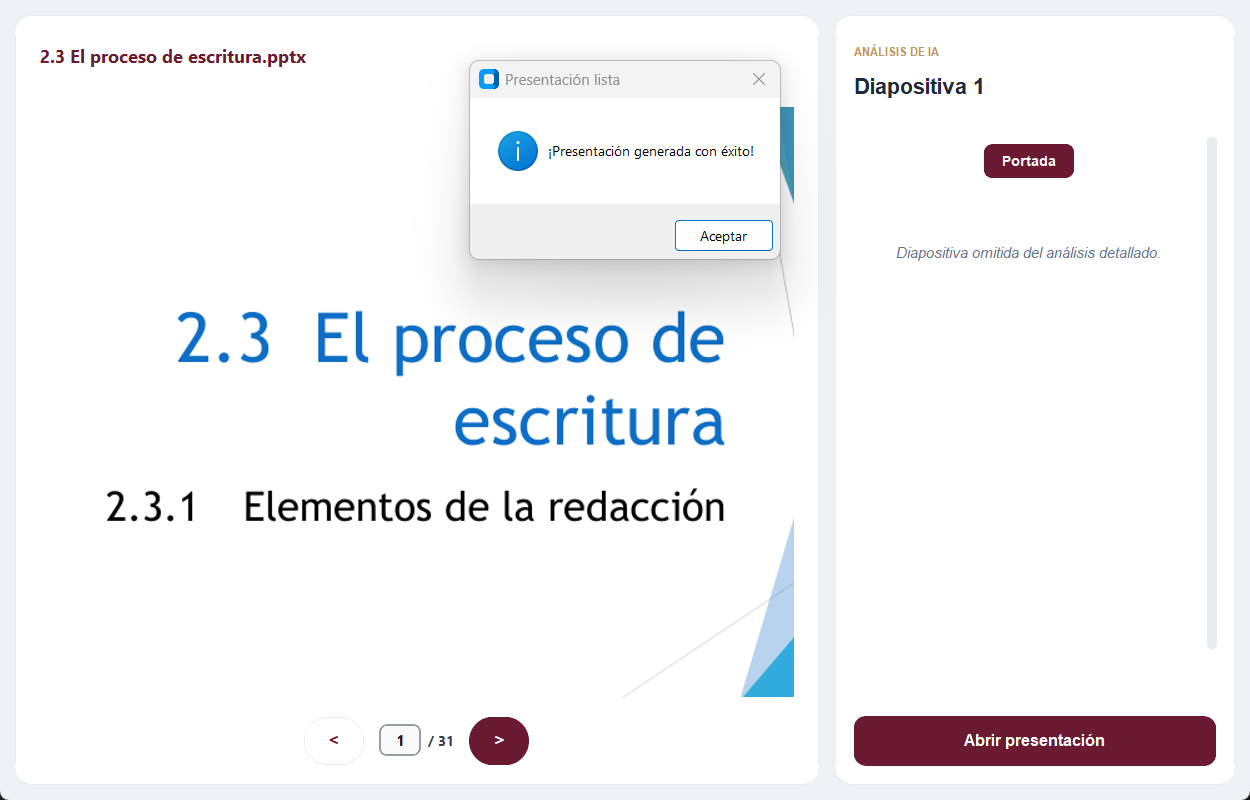 2.3 El proceso de escritura.pptx
Presentación lista
¡Presentación generada con éxito!
Aceptar
2.3 El proceso de
escritura
2.3.1 Elementos de la redacción
<
1 / 31
>
ANÁLISIS DE IA
Diapositiva 1
Portada
Diapositiva omitida del análisis detallado.
Abrir presentación